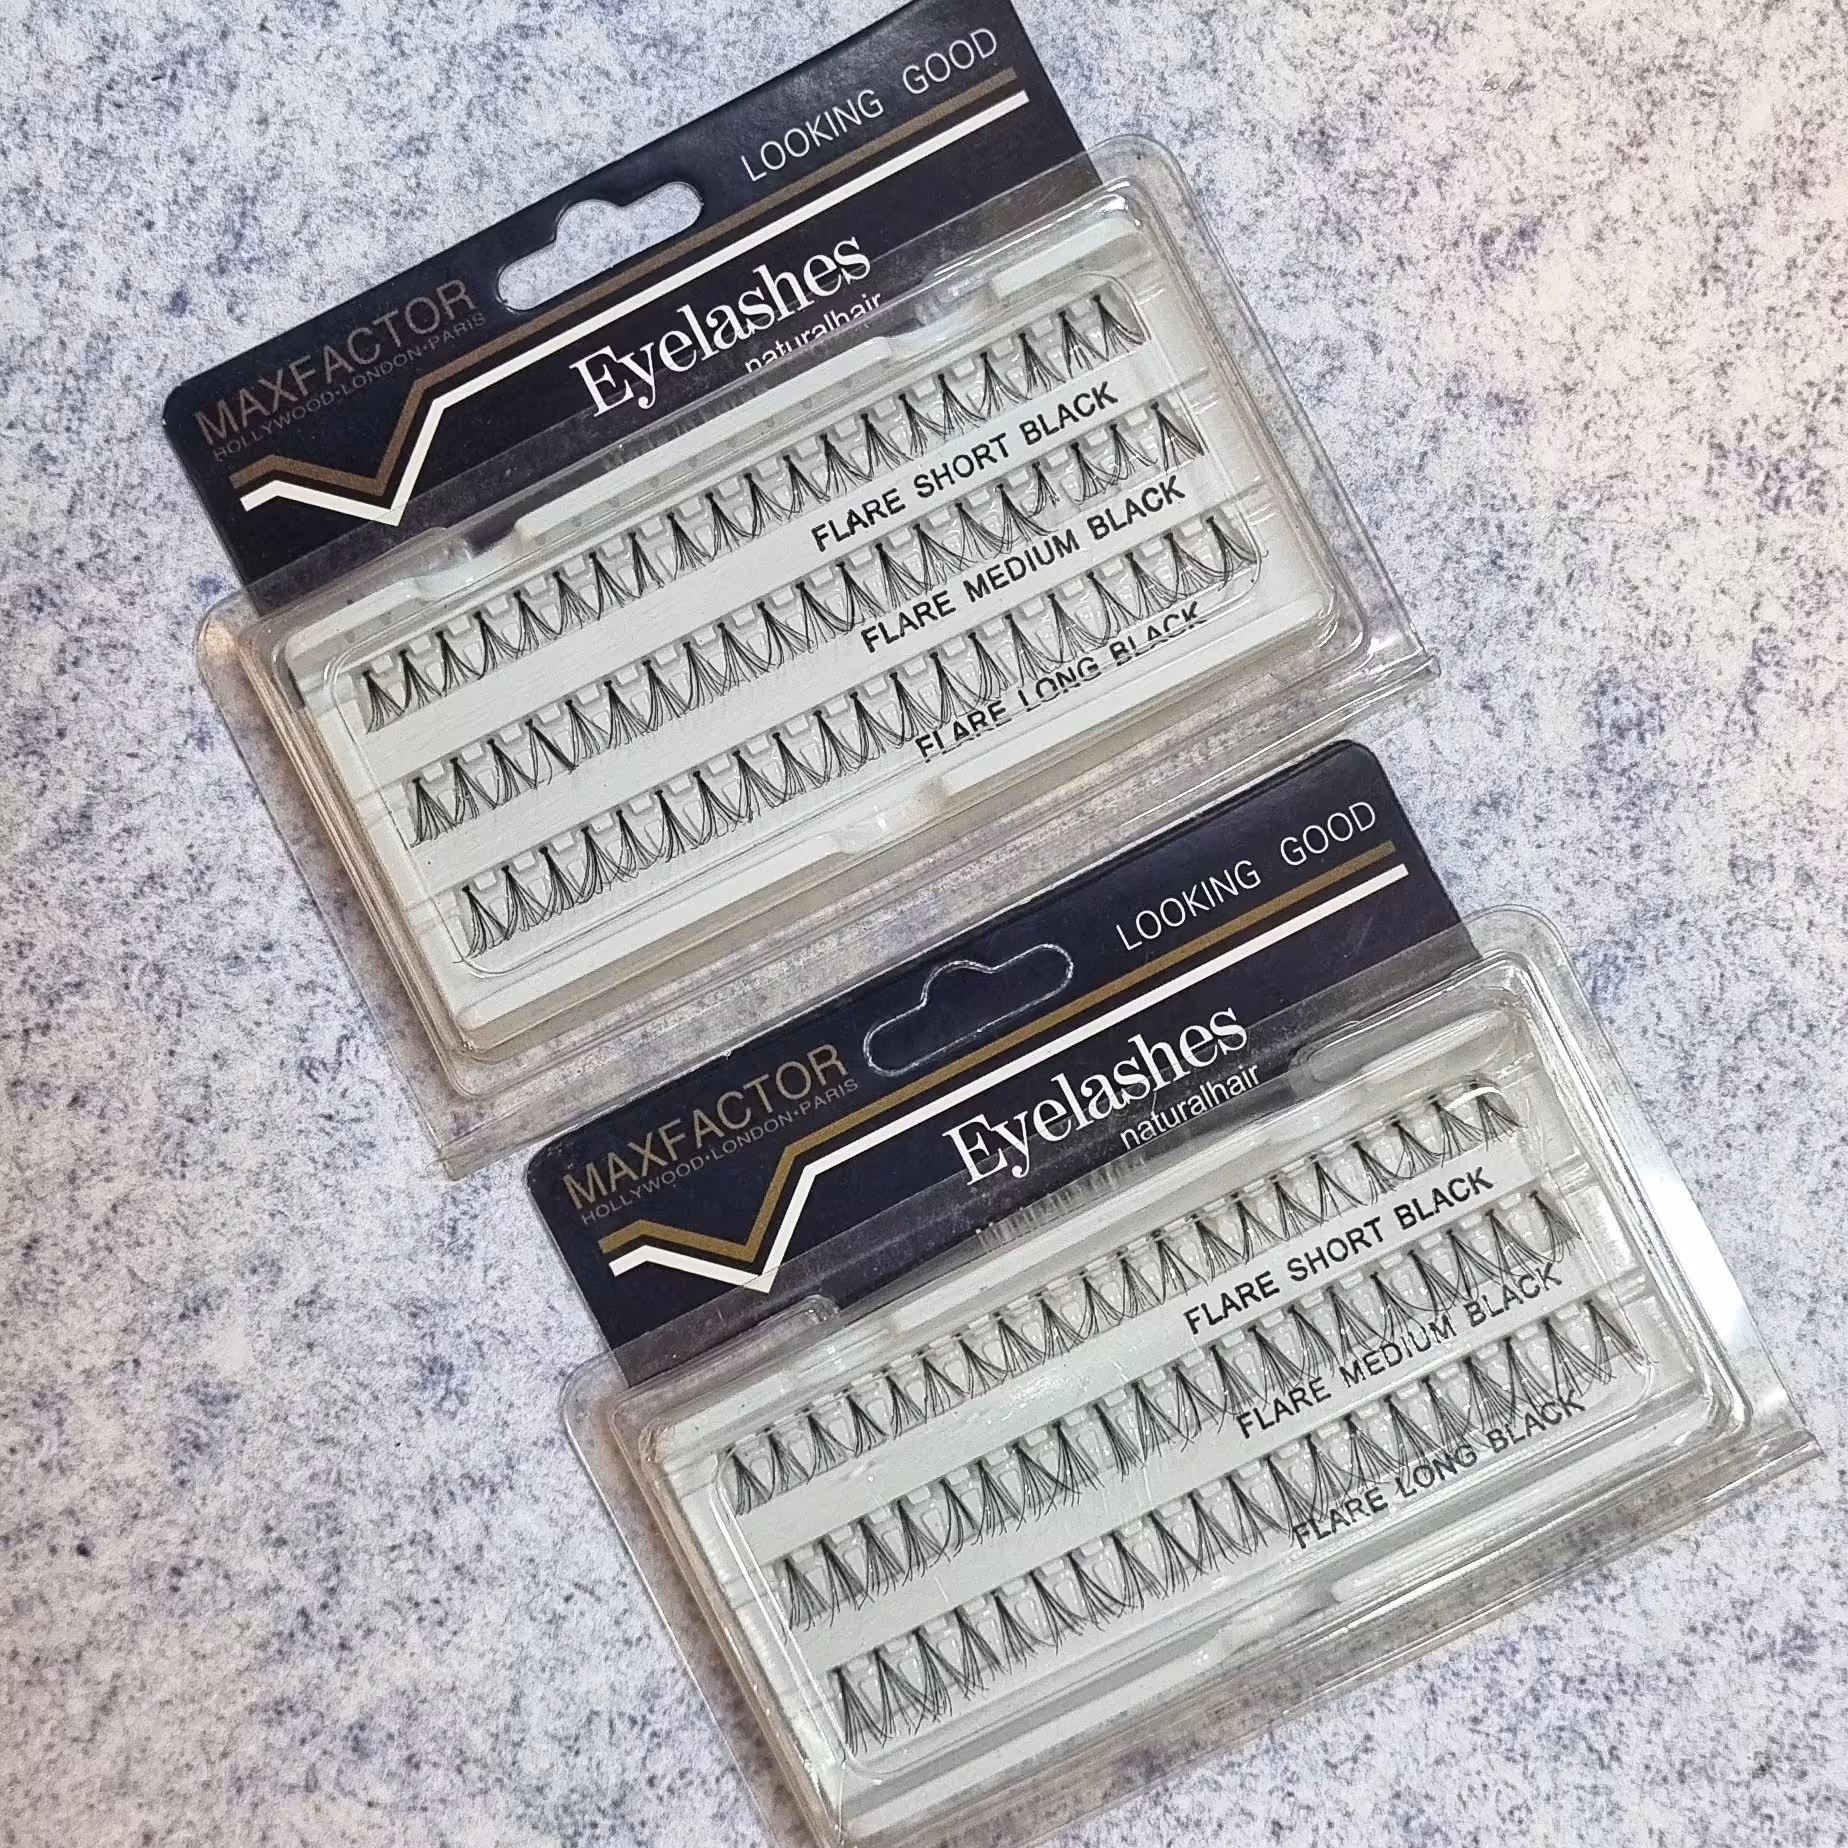 LOOKING GOOD
MAXFACTOR
HOLLYWOOD·LONDON·PARIS
Eyelashes
naturalhair
FLARE SHORT BLACK
FLARE MEDIUM BLACK
FLARE LONG BLACK
LOOKING GOOD
MAXFACTOR
HOLLYWOOD·LONDON·PARIS
Eyelashes
naturalhair
FLARE SHORT BLACK
FLARE MEDIUM BLACK
FLARE LONG BLACK